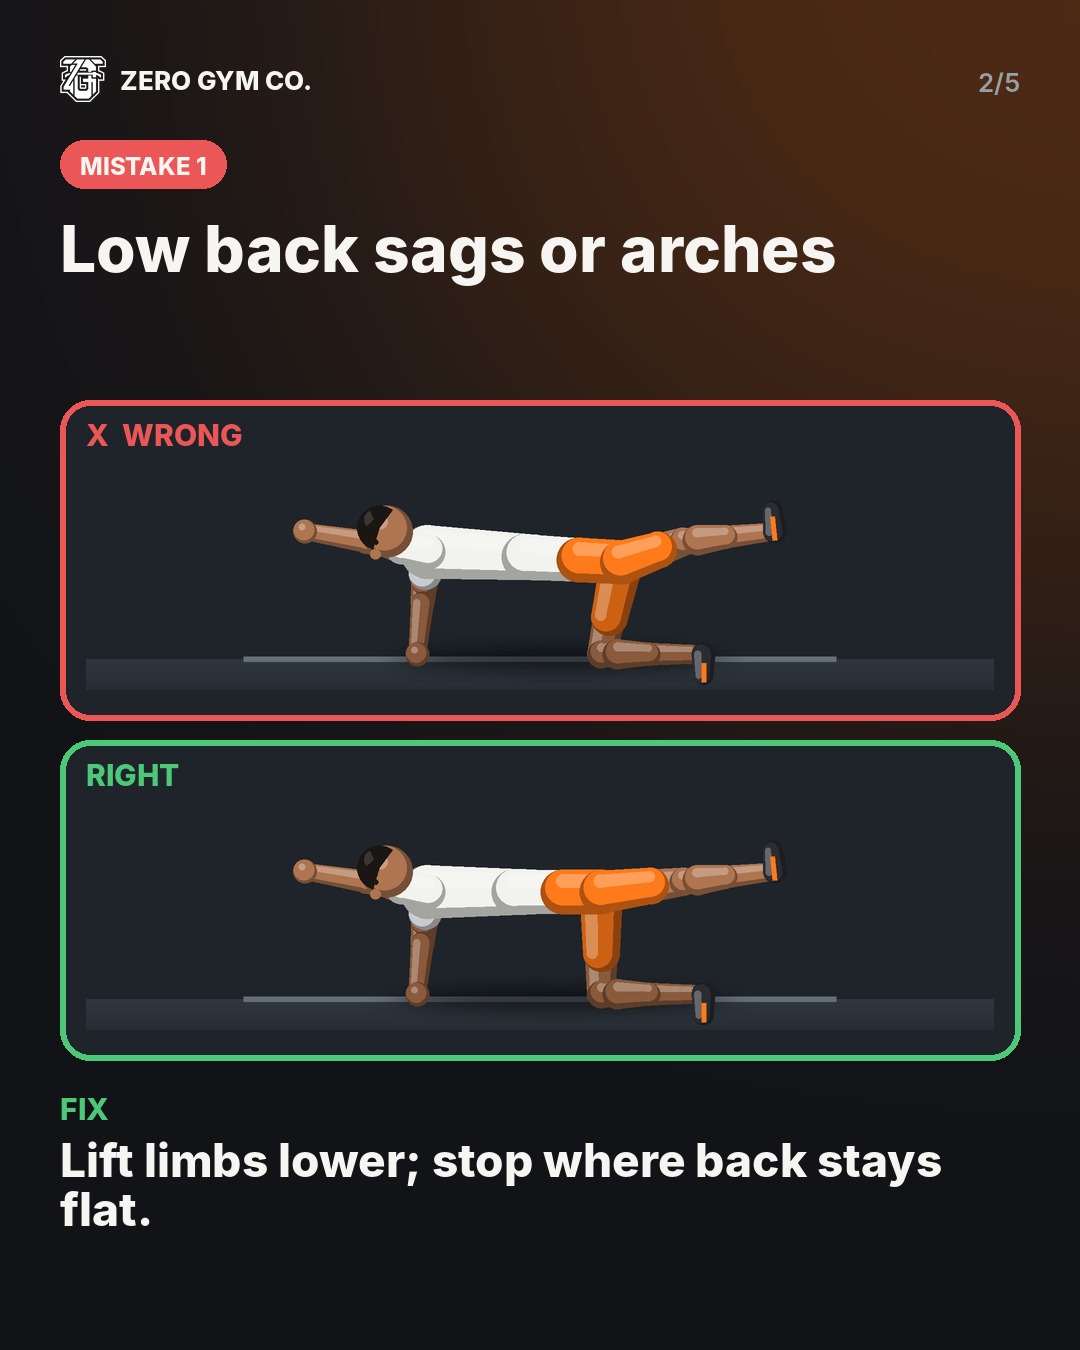 ZERO GYM CO.
2/5
MISTAKE 1
Low back sags or arches
X WRONG
RIGHT
FIX
Lift limbs lower; stop where back stays
flat.